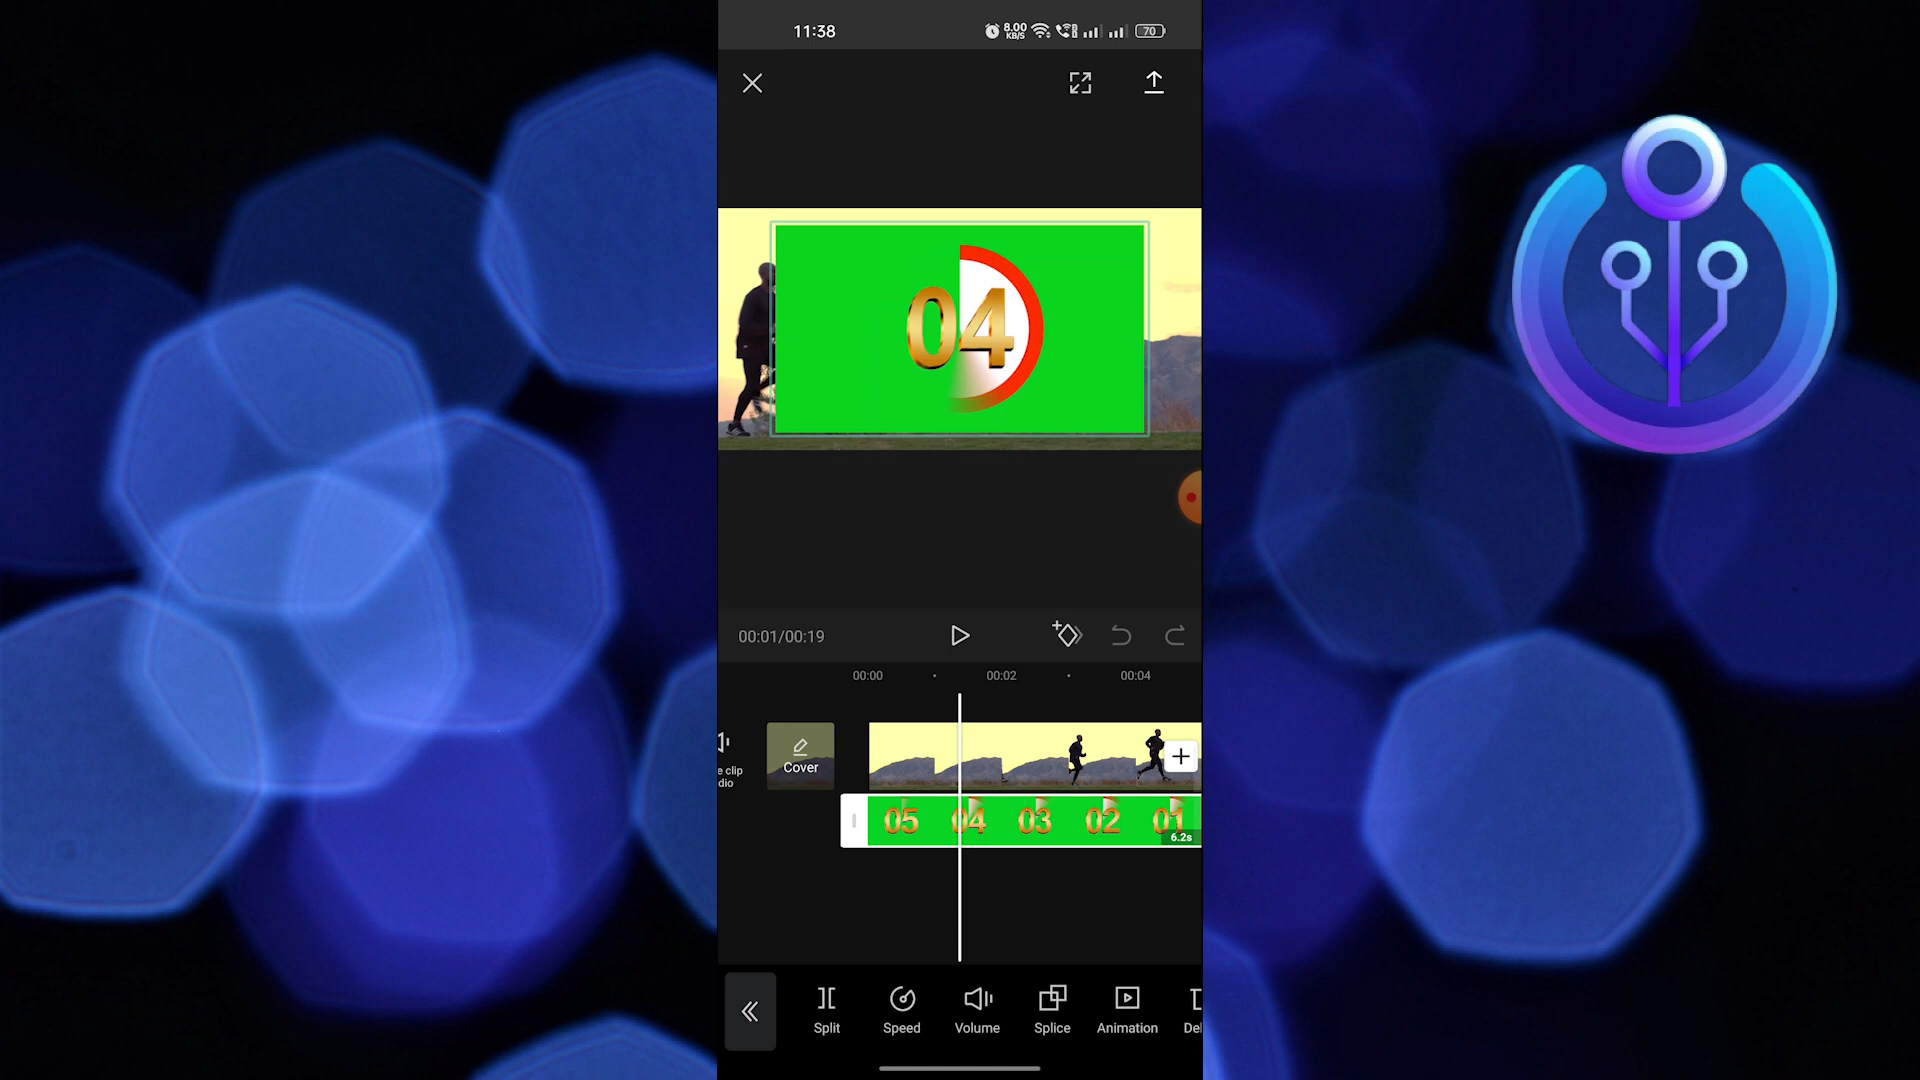 11:38
8.00
KB/S
70
04
00:01/00:19
00:00
00:02
00:04
e clip
dio
Cover
05 04 03 02 01
6.2s
Split
Speed
Volume
Splice
Animation
Del